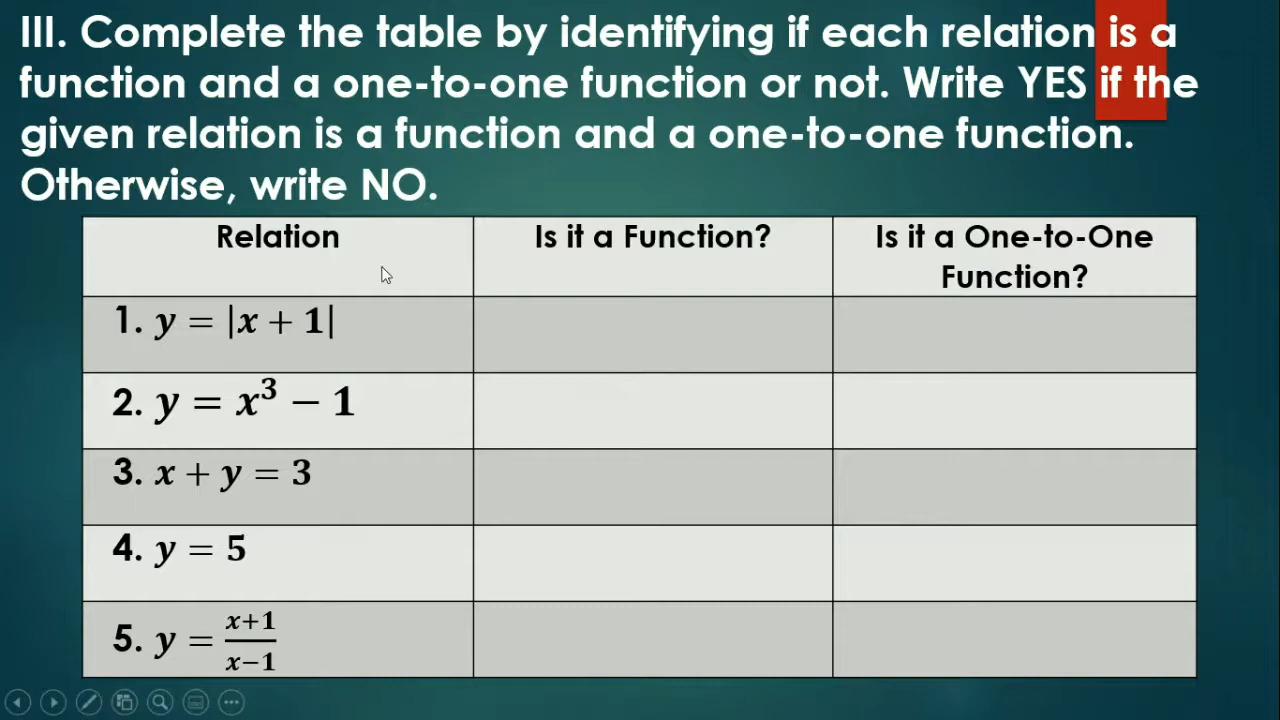 III. Complete the table by identifying if each relation is a
function and a one-to-one function or not. Write YES if the
given relation is a function and a one-to-one function.
Otherwise, write NO.
Relation
Is it a Function?
Is it a One-to-One
Function?
1. y = |x + 1|
2. y = x³ − 1
3. x + y = 3
4. y = 5
5. y = x+1
x−1